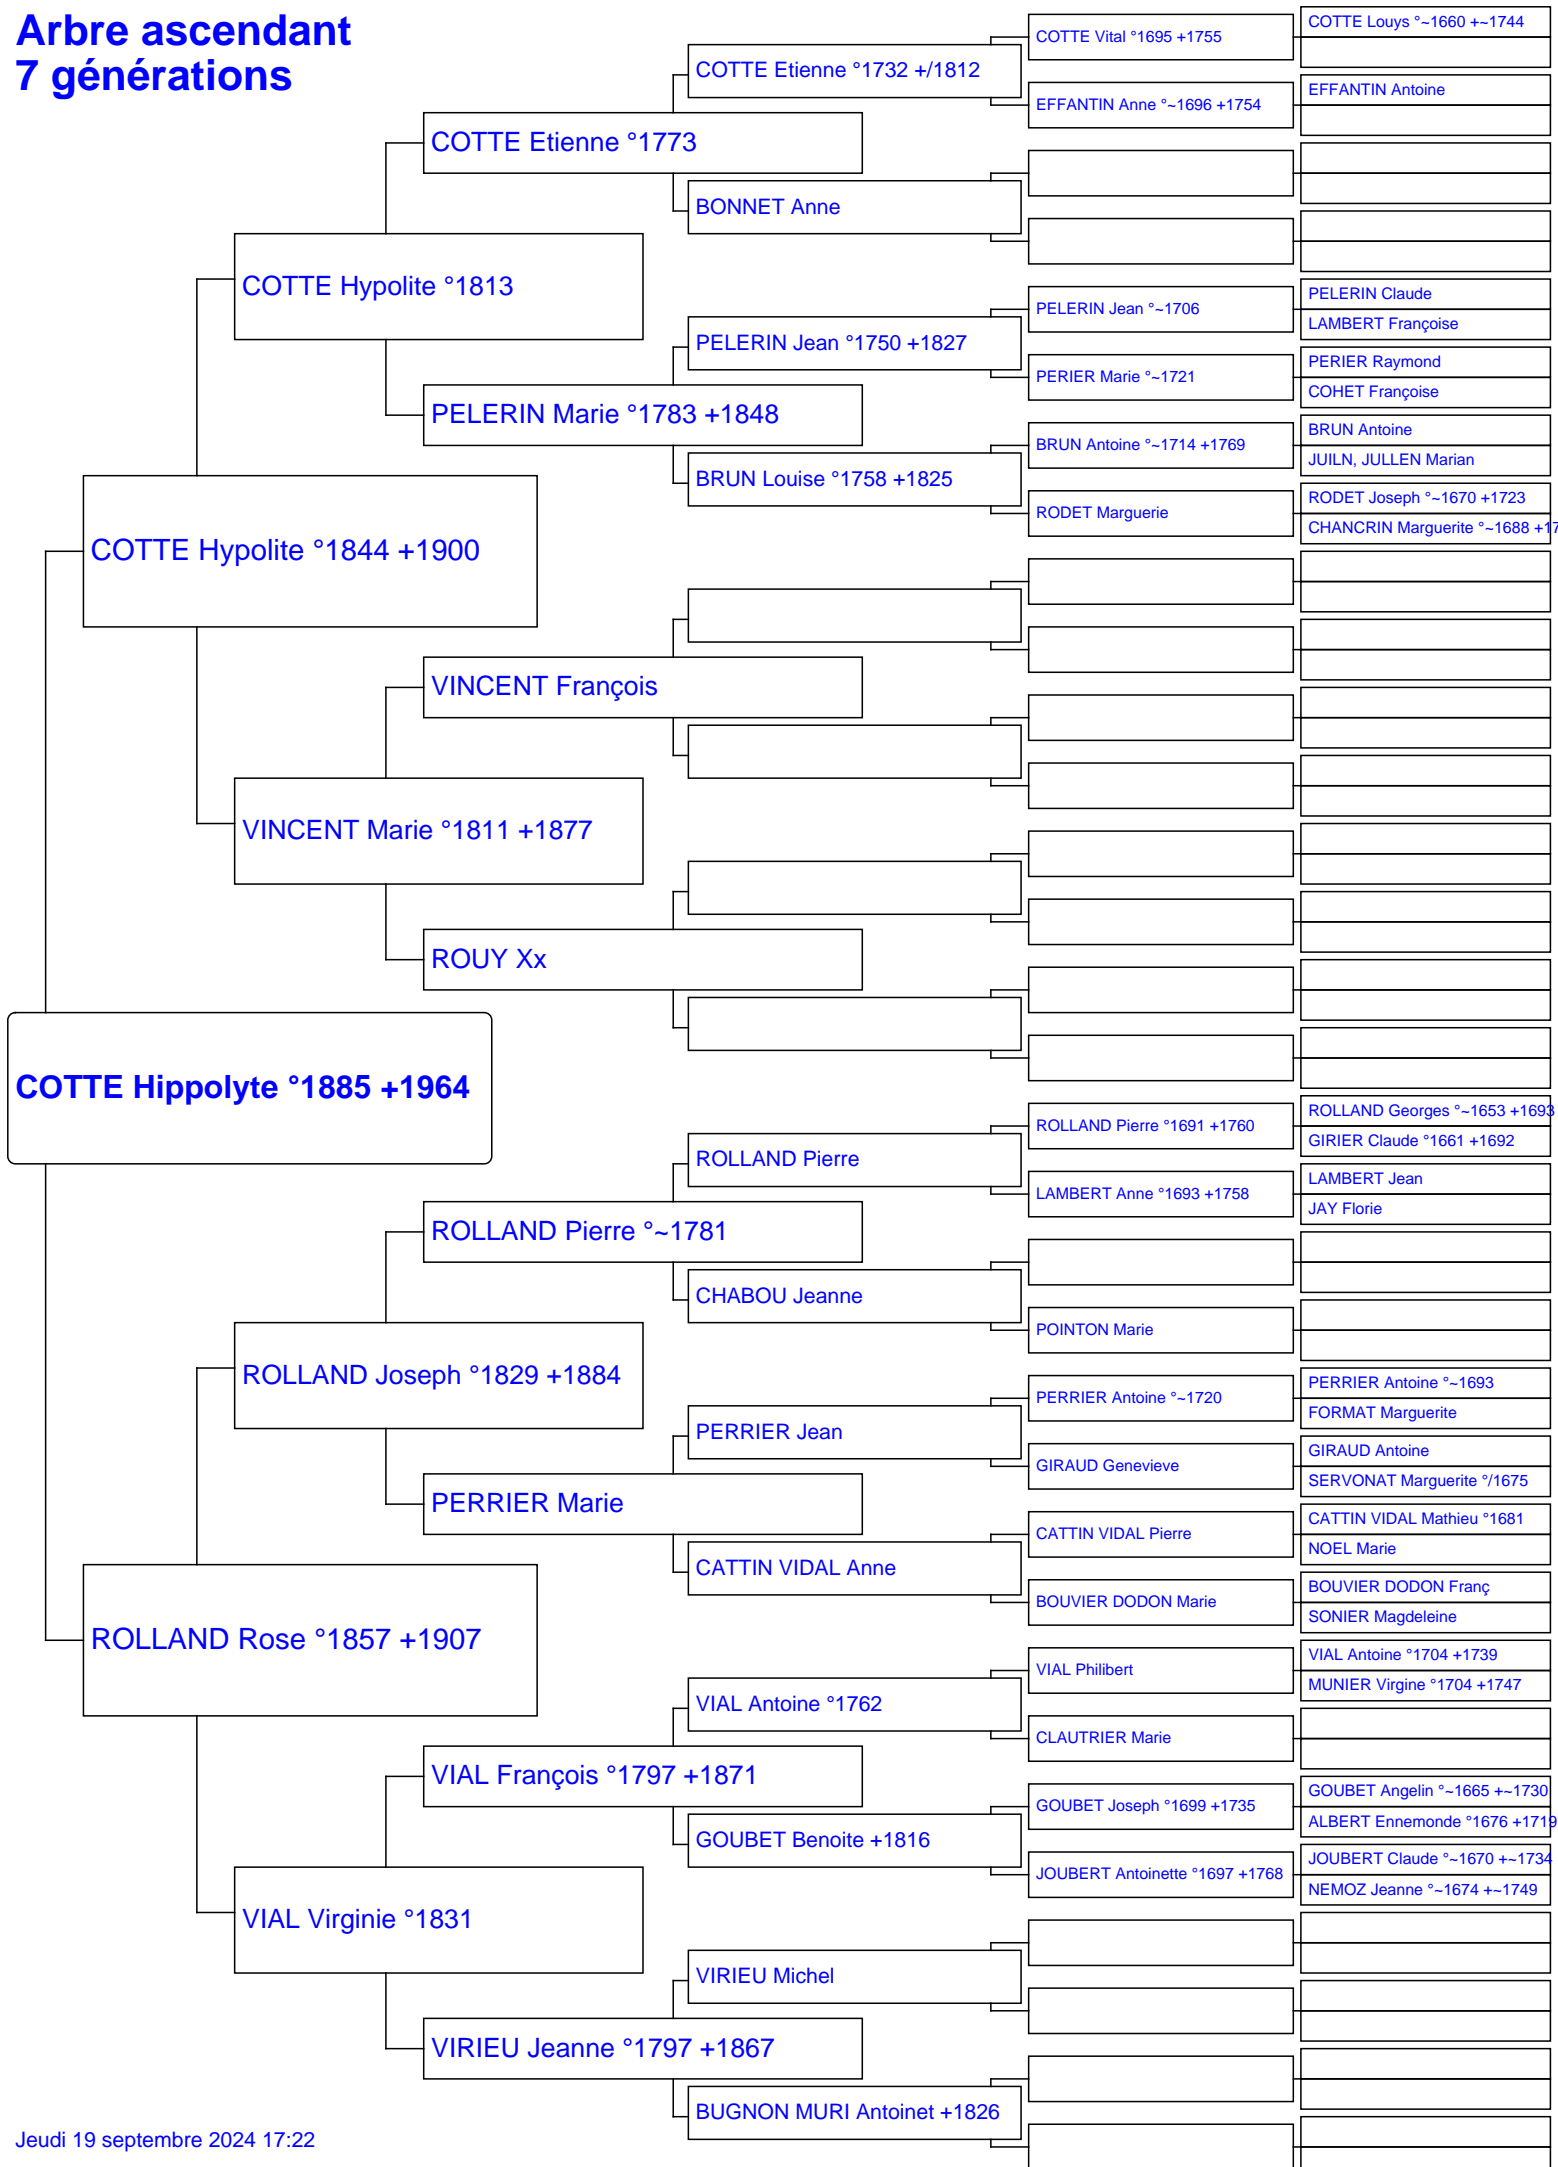 Arbre ascendant
7 générations
COTTE Louys °~1660 +~1744
COTTE Vital °1695 +1755
COTTE Etienne °1732 +/1812
EFFANTIN Antoine
EFFANTIN Anne °~1696 +1754
COTTE Etienne °1773
BONNET Anne
COTTE Hypolite °1813
PELERIN Claude
PELERIN Jean °~1706
LAMBERT Françoise
PELERIN Jean °1750 +1827
PERIER Raymond
PERIER Marie °~1721
COHET Françoise
PELERIN Marie °1783 +1848
BRUN Antoine
BRUN Antoine °~1714 +1769
JUILN, JULLEN Marian
BRUN Louise °1758 +1825
RODET Joseph °~1670 +1723
RODET Marguerie
CHANCRIN Marguerite °~1688 +17
COTTE Hypolite °1844 +1900
VINCENT François
VINCENT Marie °1811 +1877
ROUY Xx
COTTE Hippolyte °1885 +1964
ROLLAND Georges °~1653 +1693
ROLLAND Pierre °1691 +1760
GIRIER Claude °1661 +1692
ROLLAND Pierre
LAMBERT Jean
LAMBERT Anne °1693 +1758
JAY Florie
ROLLAND Pierre °~1781
CHABOU Jeanne
POINTON Marie
ROLLAND Joseph °1829 +1884
PERRIER Antoine °~1693
PERRIER Antoine °~1720
FORMAT Marguerite
PERRIER Jean
GIRAUD Antoine
GIRAUD Genevieve
SERVONAT Marguerite °/1675
PERRIER Marie
CATTIN VIDAL Mathieu °1681
CATTIN VIDAL Pierre
NOEL Marie
CATTIN VIDAL Anne
BOUVIER DODON Franç
BOUVIER DODON Marie
SONIER Magdeleine
ROLLAND Rose °1857 +1907
VIAL Antoine °1704 +1739
VIAL Philibert
MUNIER Virgine °1704 +1747
VIAL Antoine °1762
CLAUTRIER Marie
VIAL François °1797 +1871
GOUBET Angelin °~1665 +~1730
GOUBET Joseph °1699 +1735
ALBERT Ennemonde °1676 +1719
GOUBET Benoite +1816
JOUBERT Claude °~1670 +~1734
JOUBERT Antoinette °1697 +1768
NEMOZ Jeanne °~1674 +~1749
VIAL Virginie °1831
VIRIEU Michel
VIRIEU Jeanne °1797 +1867
BUGNON MURI Antoinet +1826
Jeudi 19 septembre 2024 17:22